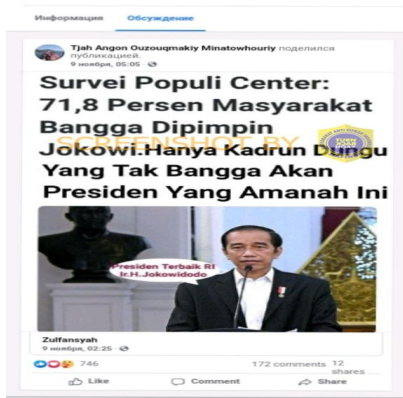 Информация Обсуждение
Tjah Angon Ouzouqmakiy Minatowhouriy поделился
публикацией.
9 ноября, 05:05 ·
Survei Populi Center:
71,8 Persen Masyarakat
Bangga Dipimpin
SCREENSHOT BY
Jokowi.Hanya Kadrun Dungu
Yang Tak Bangga Akan
Presiden Yang Amanah Ini
Presiden Terbaik RI
Ir.H.Jokowidodo
Zulfansyah
9 ноября, 02:25 ·
746 172 comments 12
shares
Like Comment Share